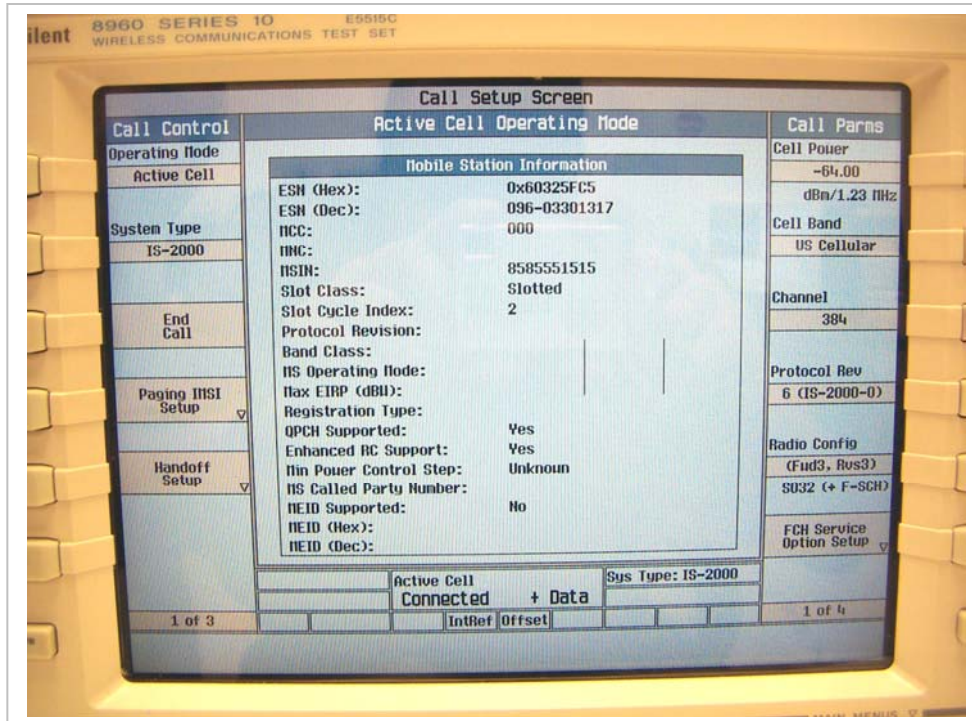 ilent 8960 SERIES 10 E5515C
WIRELESS COMMUNICATIONS TEST SET
Call Setup Screen
Call Control
Active Cell Operating Mode
Call Parms
Operating Mode
Active Cell
System Type
IS-2000
End
Call
Paging IMSI
Setup
Handoff
Setup
1 of 3
Mobile Station Information
ESN (Hex): 0x60325FC5
ESN (Dec): 096-03301317
MCC: 000
MNC:
MSIN: 8585551515
Slot Class: Slotted
Slot Cycle Index: 2
Protocol Revision:
Band Class:
MS Operating Mode:
Max EIRP (dBW):
Registration Type:
QPCH Supported: Yes
Enhanced RC Support: Yes
Min Power Control Step: Unknown
MS Called Party Number:
MEID Supported: No
MEID (Hex):
MEID (Dec):
Active Cell
Sys Type: IS-2000
Connected + Data
IntRef Offset
Cell Power
-64.00
dBm/1.23 MHz
Cell Band
US Cellular
Channel
384
Protocol Rev
6 (IS-2000-0)
Radio Config
(Fwd3, Rvs3)
SO32 (+ F-SCH)
FCH Service
Option Setup
1 of 4
MAIN MENUS